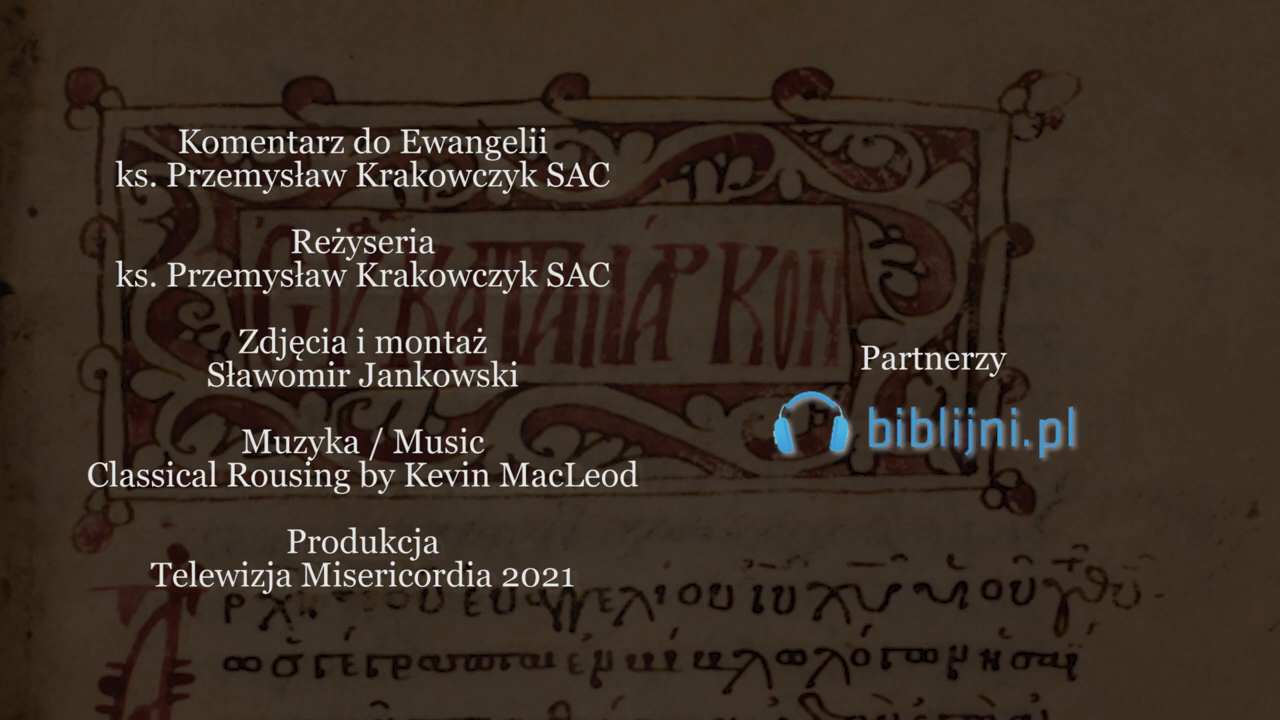 Komentarz do Ewangelii
ks. Przemysław Krakowczyk SAC
Reżyseria
ks. Przemysław Krakowczyk SAC
Zdjęcia i montaż
Sławomir Jankowski
Muzyka / Music
Classical Rousing by Kevin MacLeod
Produkcja
Telewizja Misericordia 2021
Partnerzy
biblijni.pl